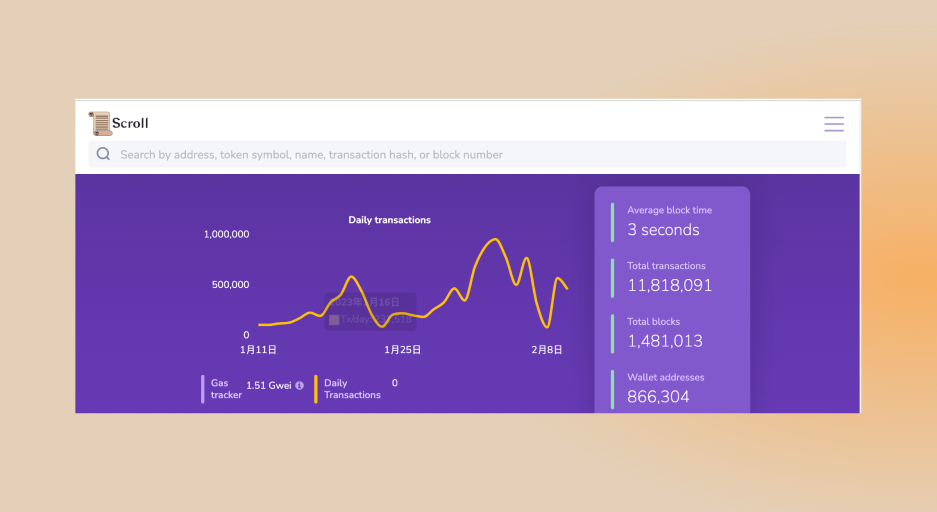 Scroll
Search by address, token symbol, name, transaction hash, or block number
Daily transactions
1,000,000
500,000
0
2023年1月16日
Tx/day:
1月11日
1月25日
2月8日
Gas tracker
1.51 Gwei
Daily Transactions
0
Average block time
3 seconds
Total transactions
11,818,091
Total blocks
1,481,013
Wallet addresses
866,304